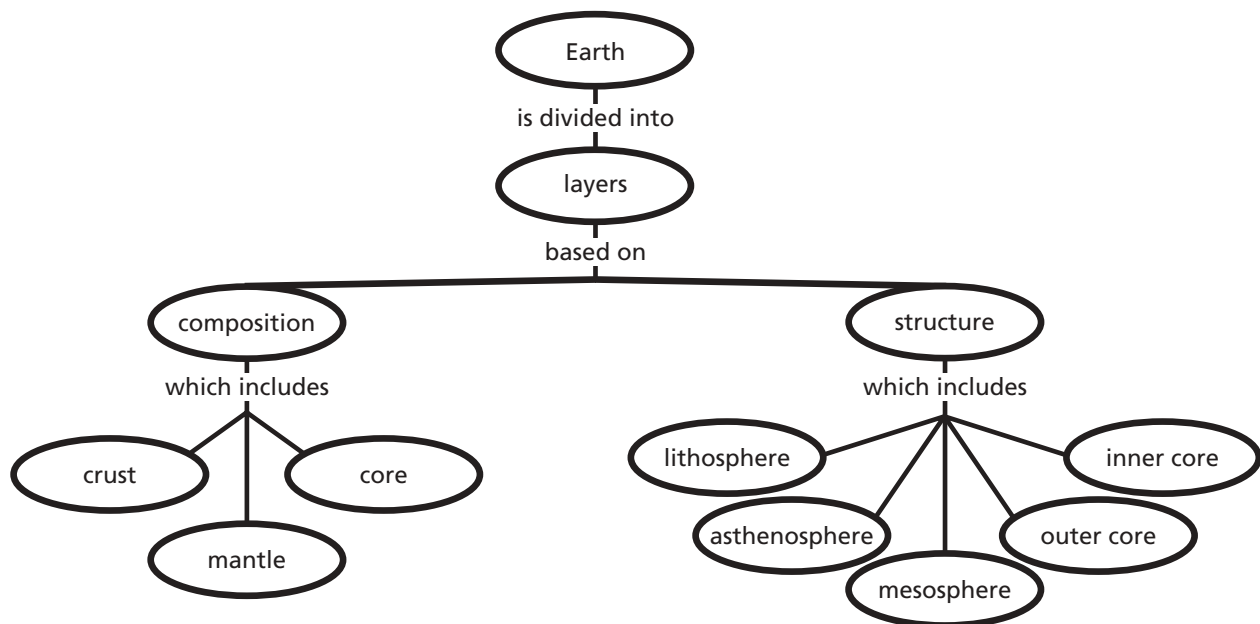 Earth
is divided into
layers
based on
composition
structure
which includes
which includes
crust
core
mantle
lithosphere
inner core
asthenosphere
outer core
mesosphere